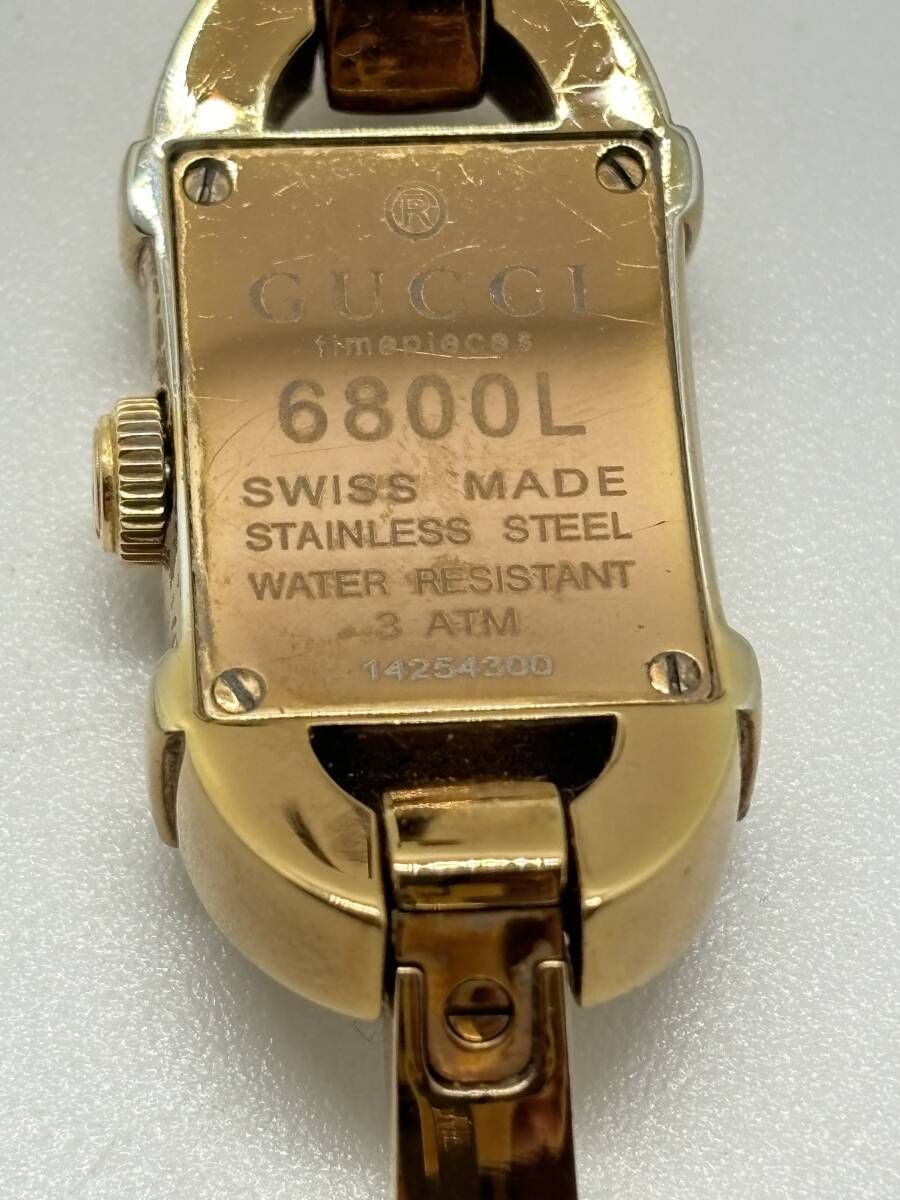 ®
GUCCI
timepieces
6800L
SWISS MADE
STAINLESS STEEL
WATER RESISTANT
3 ATM
14254300